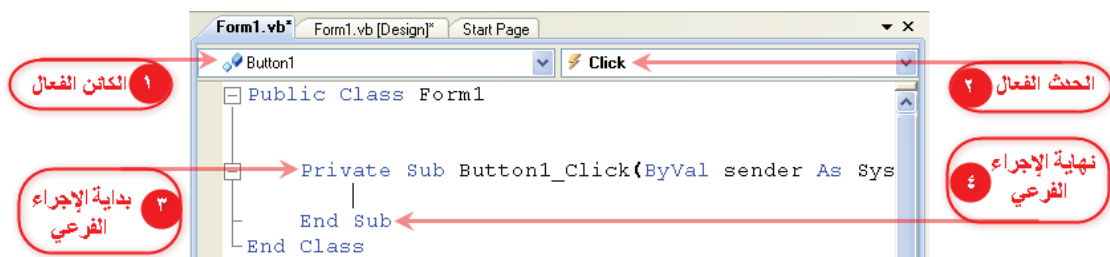 Form1.vb* Form1.vb [Design]* Start Page
Button1 Click
١ الكائن الفعال
الحدث الفعال ٢
Public Class Form1
Private Sub Button1_Click(ByVal sender As Sys
نهاية الإجراء
الفرعي ٤
٣ بداية الإجراء
الفرعي
End Sub
End Class